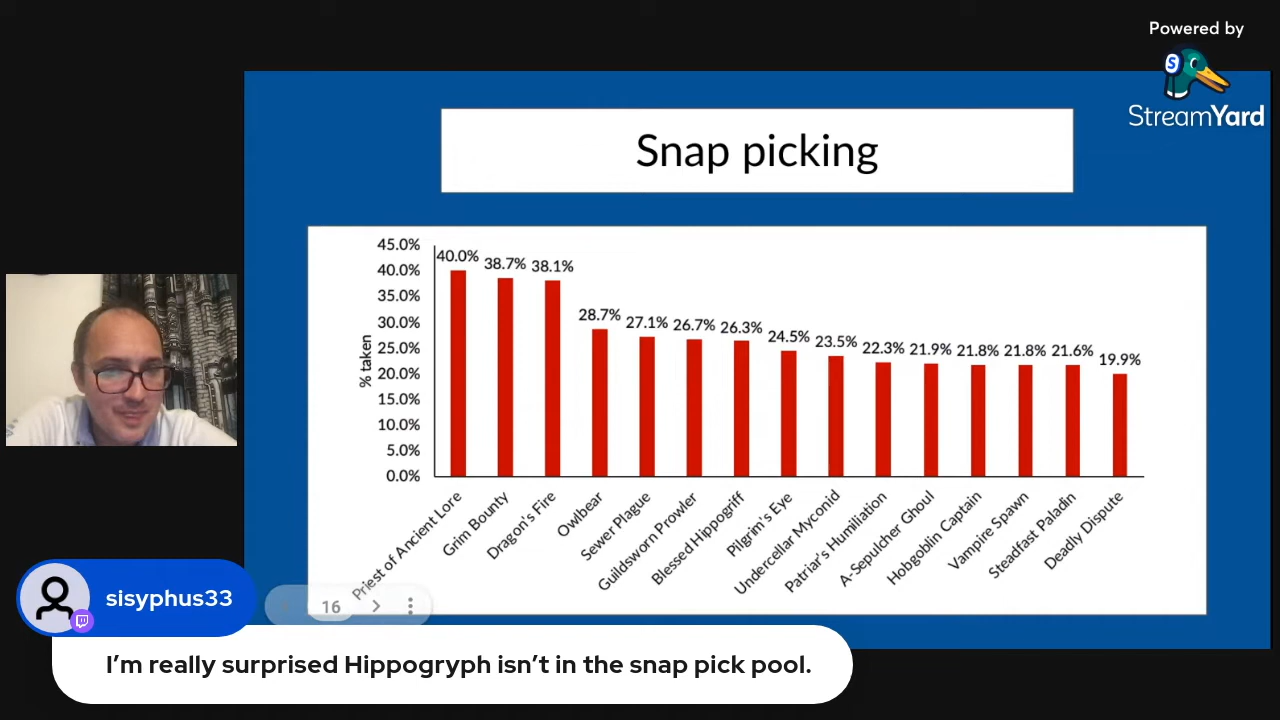 Powered by
StreamYard
Snap picking
% taken
45.0%
40.0%
35.0%
30.0%
25.0%
20.0%
15.0%
10.0%
5.0%
0.0%
40.0%
38.7%
38.1%
28.7%
27.1%
26.7%
26.3%
24.5%
23.5%
22.3%
21.9%
21.8%
21.8%
21.6%
19.9%
Priest of Ancient Lore
Grim Bounty
Dragon's Fire
Owlbear
Sewer Plague
Guildsworn Prowler
Blessed Hippogriff
Pilgrim's Eye
Undercellar Myconid
Patriar's Humiliation
A-Sepulcher Ghoul
Hobgoblin Captain
Vampire Spawn
Steadfast Paladin
Deadly Dispute
16
sisyphus33
I'm really surprised Hippogryph isn't in the snap pick pool.